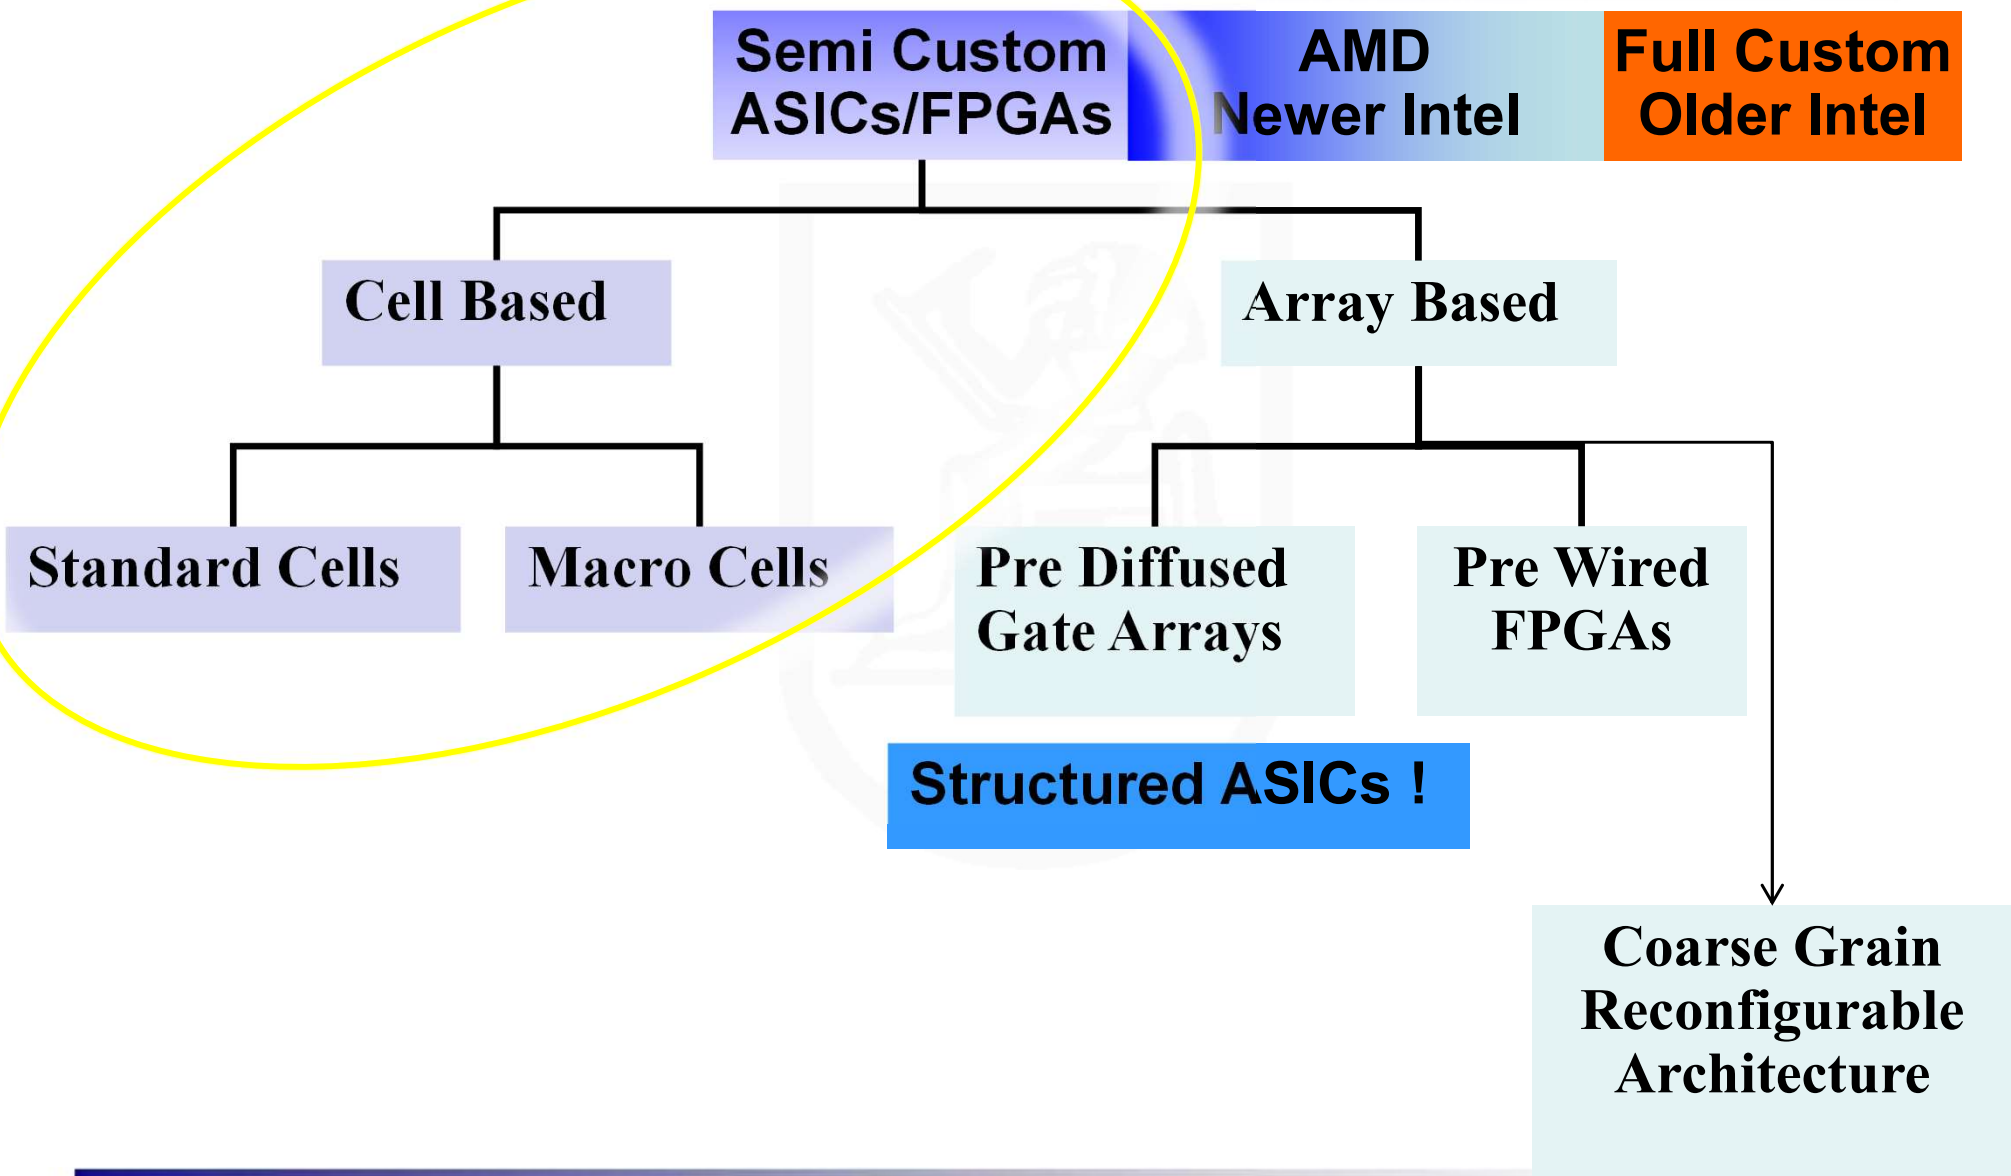 Semi Custom
ASICs/FPGAs
AMD
Newer Intel
Full Custom
Older Intel
Cell Based
Array Based
Standard Cells
Macro Cells
Pre Diffused
Gate Arrays
Pre Wired
FPGAs
Structured ASICs !
Coarse Grain
Reconfigurable
Architecture